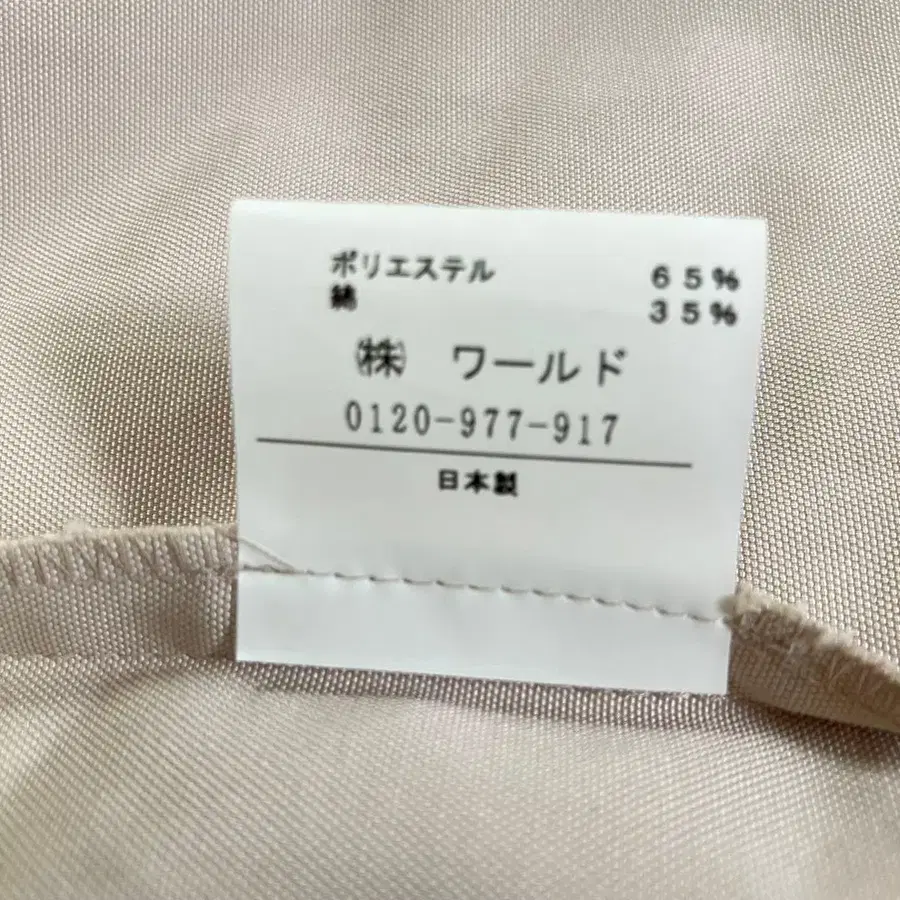 ポリエステル 65%
綿 35%
㈱ ワールド
0120-977-917
日本製